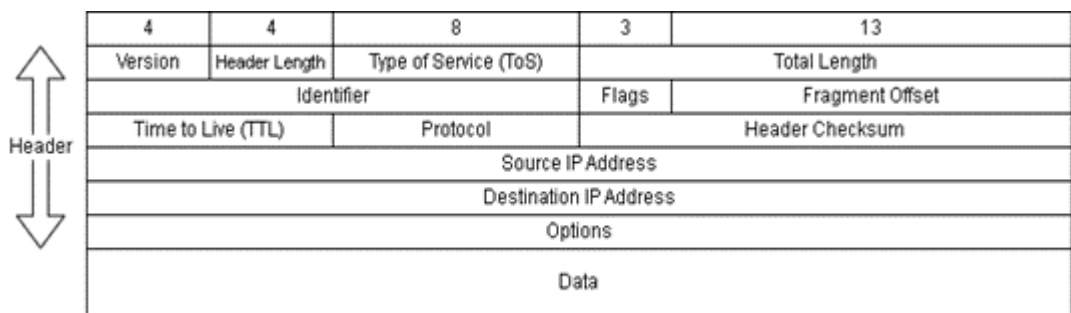 4 4 8 3 13
Version Header Length Type of Service (ToS) Total Length
Identifier Flags Fragment Offset
Time to Live (TTL) Protocol Header Checksum
Header
Source IP Address
Destination IP Address
Options
Data